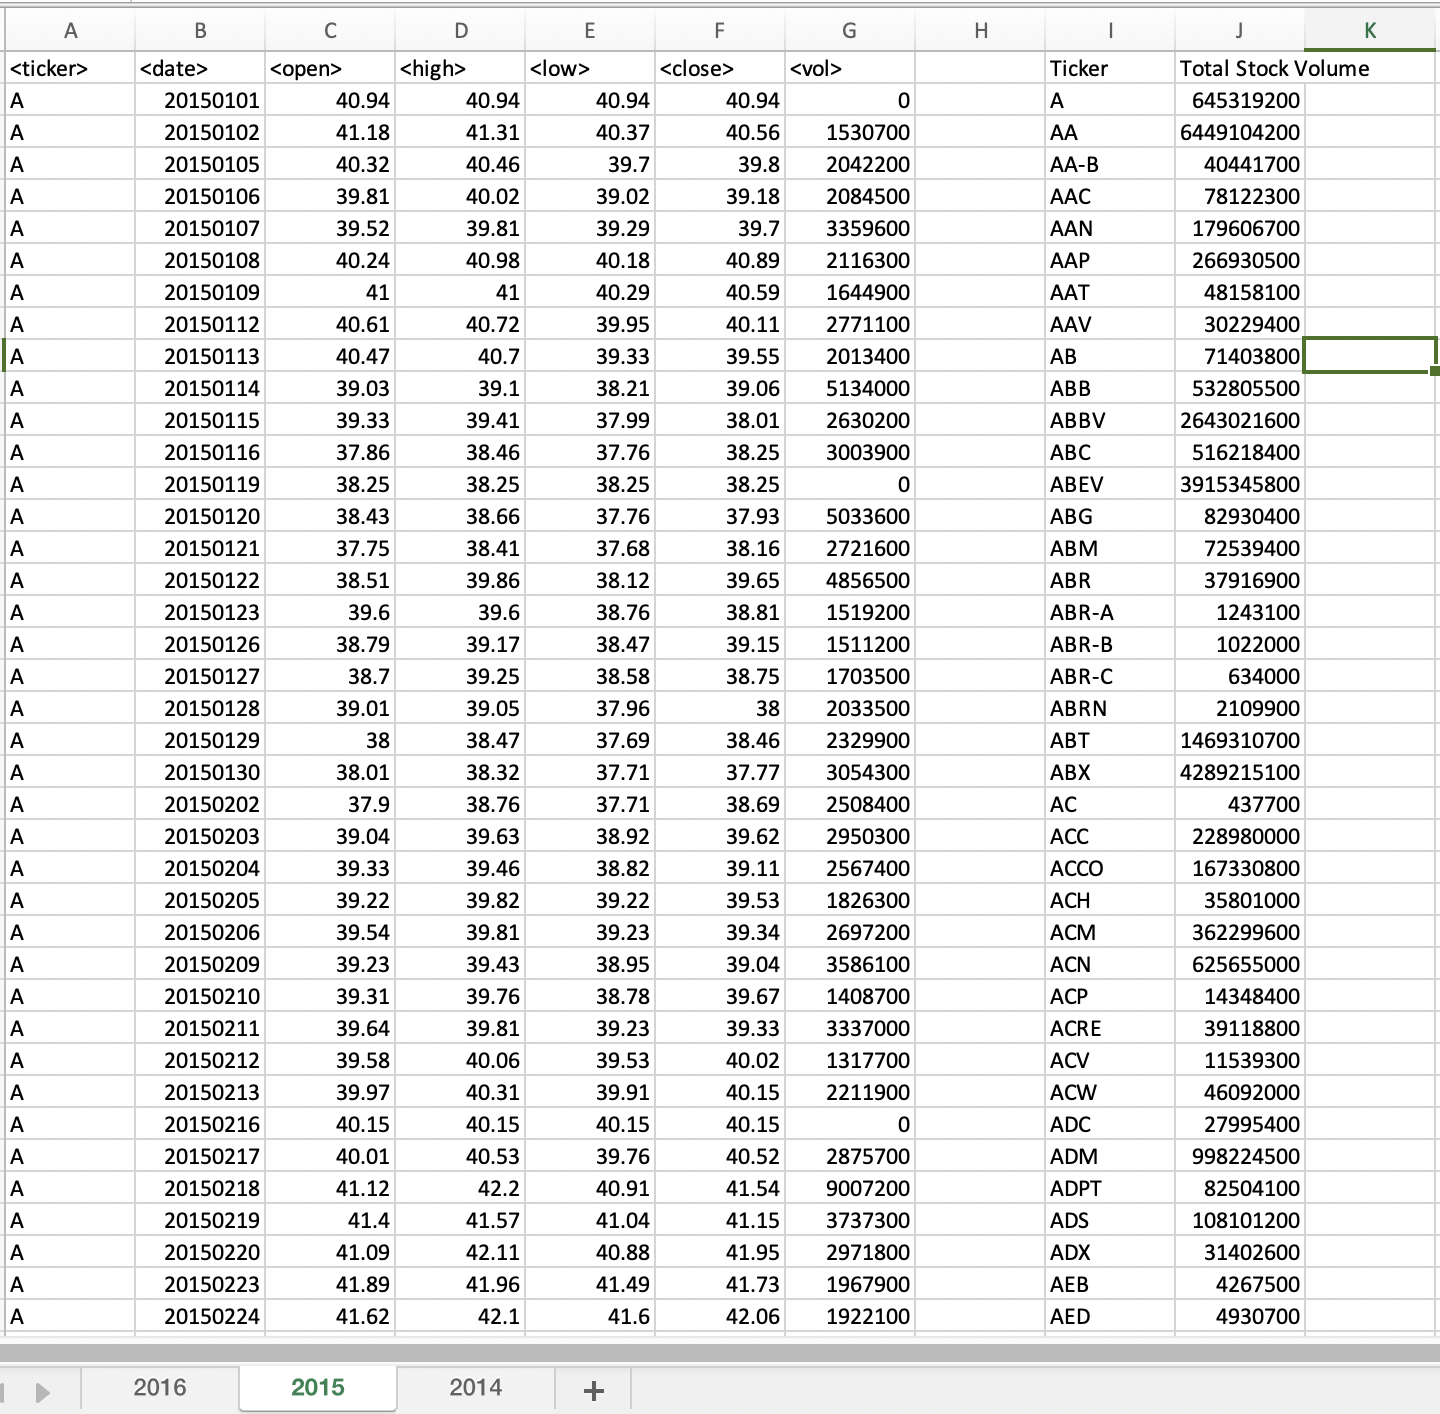 A B C D E F G H I J K
<ticker> <date> <open> <high> <low> <close> <vol> Ticker Total Stock Volume
A 20150101 40.94 40.94 40.94 40.94 0 A 645319200
A 20150102 41.18 41.31 40.37 40.56 1530700 AA 6449104200
A 20150105 40.32 40.46 39.7 39.8 2042200 AA-B 40441700
A 20150106 39.81 40.02 39.02 39.18 2084500 AAC 78122300
A 20150107 39.52 39.81 39.29 39.7 3359600 AAN 179606700
A 20150108 40.24 40.98 40.18 40.89 2116300 AAP 266930500
A 20150109 41 41 40.29 40.59 1644900 AAT 48158100
A 20150112 40.61 40.72 39.95 40.11 2771100 AAV 30229400
A 20150113 40.47 40.7 39.33 39.55 2013400 AB 71403800
A 20150114 39.03 39.1 38.21 39.06 5134000 ABB 532805500
A 20150115 39.33 39.41 37.99 38.01 2630200 ABBV 2643021600
A 20150116 37.86 38.46 37.76 38.25 3003900 ABC 516218400
A 20150119 38.25 38.25 38.25 38.25 0 ABEV 3915345800
A 20150120 38.43 38.66 37.76 37.93 5033600 ABG 82930400
A 20150121 37.75 38.41 37.68 38.16 2721600 ABM 72539400
A 20150122 38.51 39.86 38.12 39.65 4856500 ABR 37916900
A 20150123 39.6 39.6 38.76 38.81 1519200 ABR-A 1243100
A 20150126 38.79 39.17 38.47 39.15 1511200 ABR-B 1022000
A 20150127 38.7 39.25 38.58 38.75 1703500 ABR-C 634000
A 20150128 39.01 39.05 37.96 38 2033500 ABRN 2109900
A 20150129 38 38.47 37.69 38.46 2329900 ABT 1469310700
A 20150130 38.01 38.32 37.71 37.77 3054300 ABX 4289215100
A 20150202 37.9 38.76 37.71 38.69 2508400 AC 437700
A 20150203 39.04 39.63 38.92 39.62 2950300 ACC 228980000
A 20150204 39.33 39.46 38.82 39.11 2567400 ACCO 167330800
A 20150205 39.22 39.82 39.22 39.53 1826300 ACH 35801000
A 20150206 39.54 39.81 39.23 39.34 2697200 ACM 362299600
A 20150209 39.23 39.43 38.95 39.04 3586100 ACN 625655000
A 20150210 39.31 39.76 38.78 39.67 1408700 ACP 14348400
A 20150211 39.64 39.81 39.23 39.33 3337000 ACRE 39118800
A 20150212 39.58 40.06 39.53 40.02 1317700 ACV 11539300
A 20150213 39.97 40.31 39.91 40.15 2211900 ACW 46092000
A 20150216 40.15 40.15 40.15 40.15 0 ADC 27995400
A 20150217 40.01 40.53 39.76 40.52 2875700 ADM 998224500
A 20150218 41.12 42.2 40.91 41.54 9007200 ADPT 82504100
A 20150219 41.4 41.57 41.04 41.15 3737300 ADS 108101200
A 20150220 41.09 42.11 40.88 41.95 2971800 ADX 31402600
A 20150223 41.89 41.96 41.49 41.73 1967900 AEB 4267500
A 20150224 41.62 42.1 41.6 42.06 1922100 AED 4930700
2016 2015 2014 +